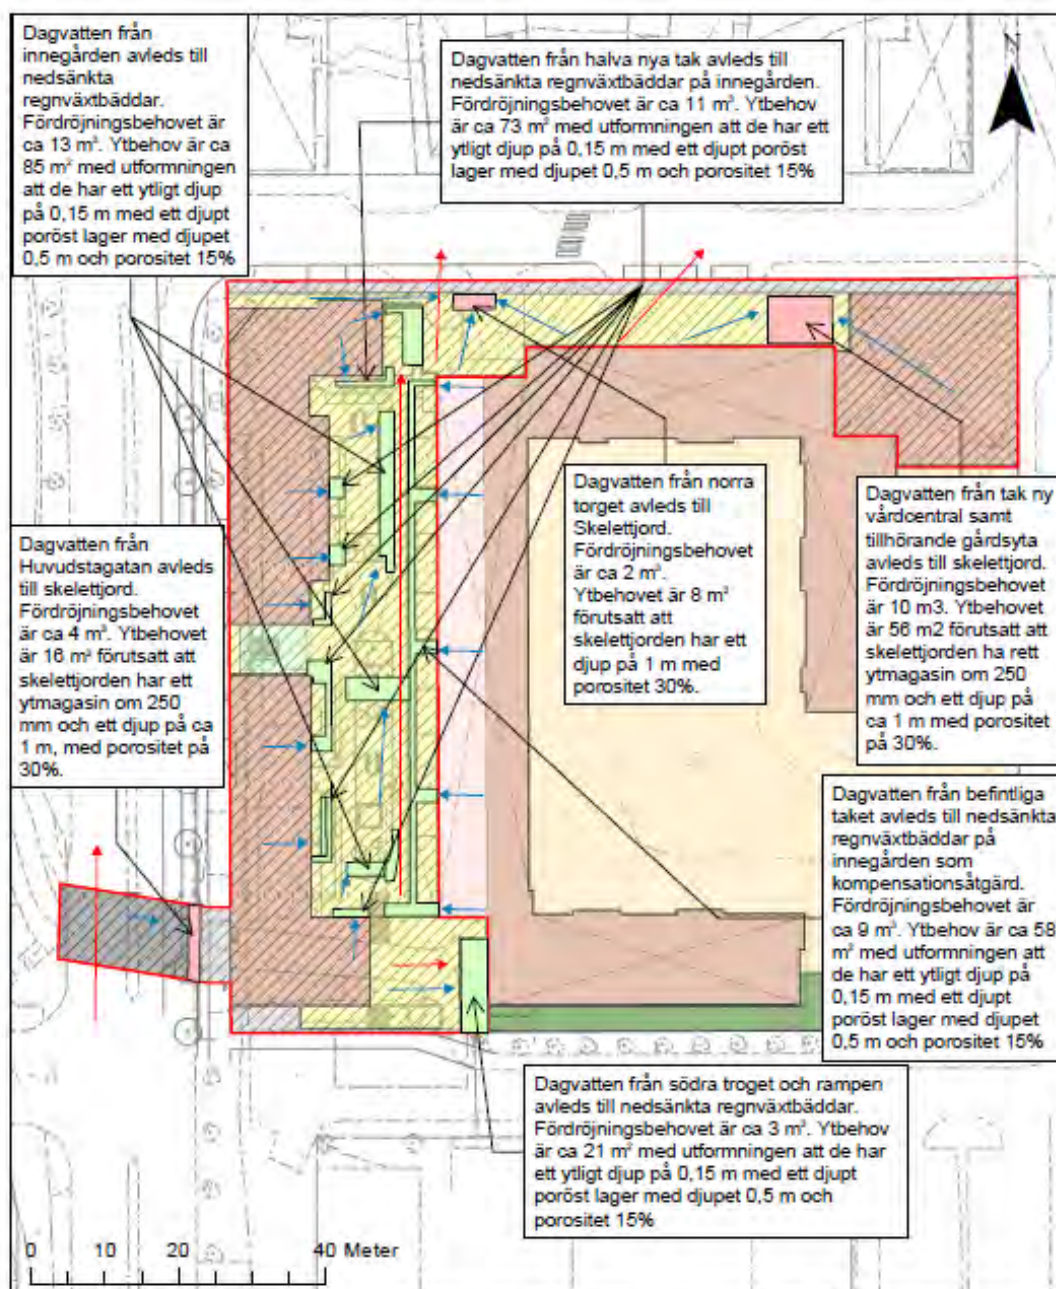 Dagvatten från
innegården avleds till
nedsänkta
regnväxtbäddar.
Fördröjningsbehovet är
ca 13 m³. Ytbehov är ca
85 m² med utformningen
att de har ett ytligt djup
på 0,15 m med ett djupt
poröst lager med djupet
0,5 m och porositet 15%
Dagvatten från halva nya tak avleds till
nedsänkta regnväxtbäddar på innegården.
Fördröjningsbehovet är ca 11 m³. Ytbehov
är ca 73 m² med utformningen att de har ett
ytligt djup på 0,15 m med ett djupt poröst
lager med djupet 0,5 m och porositet 15%
N
Dagvatten från norra
torget avleds till
Skelettjord.
Fördröjningsbehovet
är ca 2 m³.
Ytbehovet är 8 m²
förutsatt att
skelettjorden har ett
djup på 1 m med
porositet 30%.
Dagvatten från tak ny
vårdcentral samt
tillhörande gårdsyta
avleds till skelettjord.
Fördröjningsbehovet
är 10 m3. Ytbehovet
är 56 m2 förutsatt att
skelettjorden ha rett
ytmagasin om 250
mm och ett djup på
ca 1 m med porositet
på 30%.
Dagvatten från
Huvudstagatan avleds
till skelettjord.
Fördröjningsbehovet
är ca 4 m³. Ytbehovet
är 16 m² förutsatt att
skelettjorden har ett
ytmagasin om 250
mm och ett djup på ca
1 m, med porositet på
30%.
Dagvatten från befintliga
taket avleds till nedsänkta
regnväxtbäddar på
innegården som
kompensationsåtgärd.
Fördröjningsbehovet är
ca 9 m³. Ytbehov är ca 58
m² med utformningen att
de har ett ytligt djup på
0,15 m med ett djupt
poröst lager med djupet
0,5 m och porositet 15%
Dagvatten från södra troget och rampen
avleds till nedsänkta regnväxtbäddar.
Fördröjningsbehovet är ca 3 m³. Ytbehov
är ca 21 m² med utformningen att de har
ett ytligt djup på 0,15 m med ett djupt
poröst lager med djupet 0,5 m och
porositet 15%
0 10 20 40 Meter